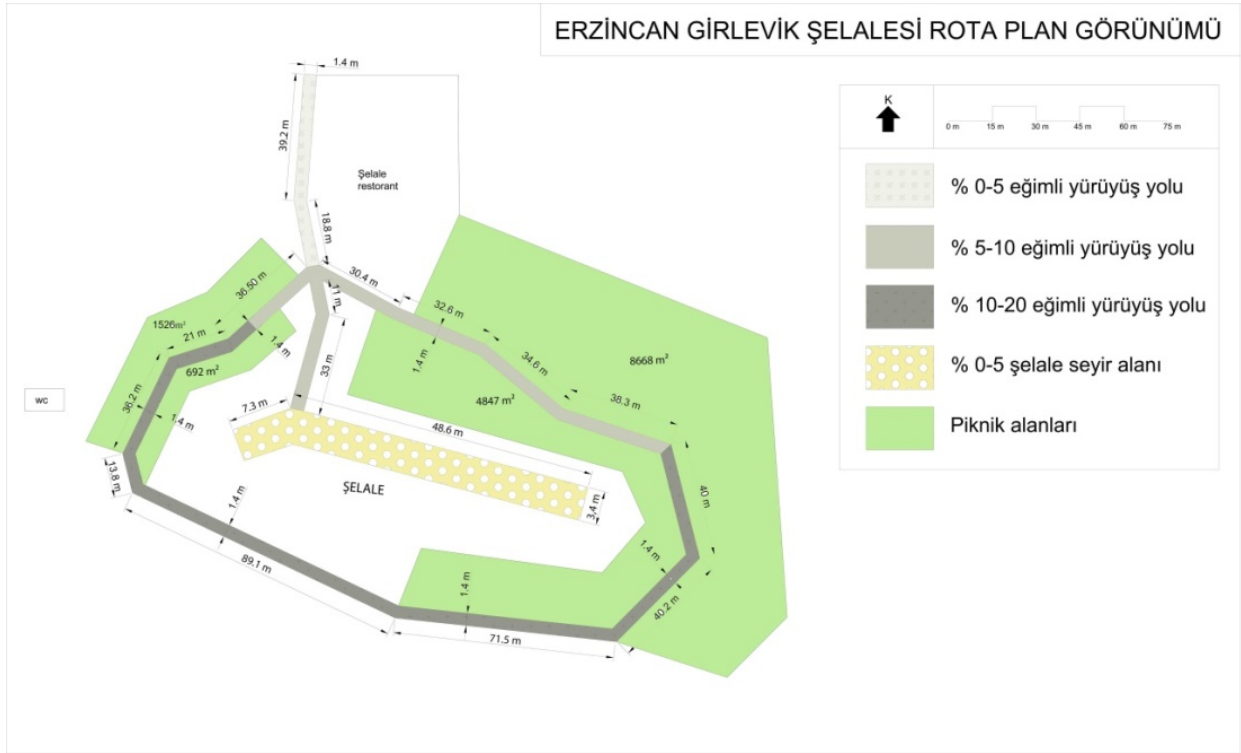 ERZİNCAN GİRLEVİK ŞELALESİ ROTA PLAN GÖRÜNÜMÜ
K
0 m 15 m 30 m 45 m 60 m 75 m
% 0-5 eğimli yürüyüş yolu
% 5-10 eğimli yürüyüş yolu
% 10-20 eğimli yürüyüş yolu
% 0-5 şelale seyir alanı
Piknik alanları
1.4 m
39.2 m
Şelale
restorant
18.8 m
30.4 m
36.50 m
11 m
32.6 m
1526m²
21 m
1.4 m
1.4 m
34.6 m
8668 m²
692 m²
33 m
36.2 m
38.3 m
4847 m²
wc
7.3 m
1.4 m
48.6 m
13.8 m
ŞELALE
3,4 m
40 m
1.4 m
89.1 m
1.4 m
1.4 m
40.2 m
71.5 m